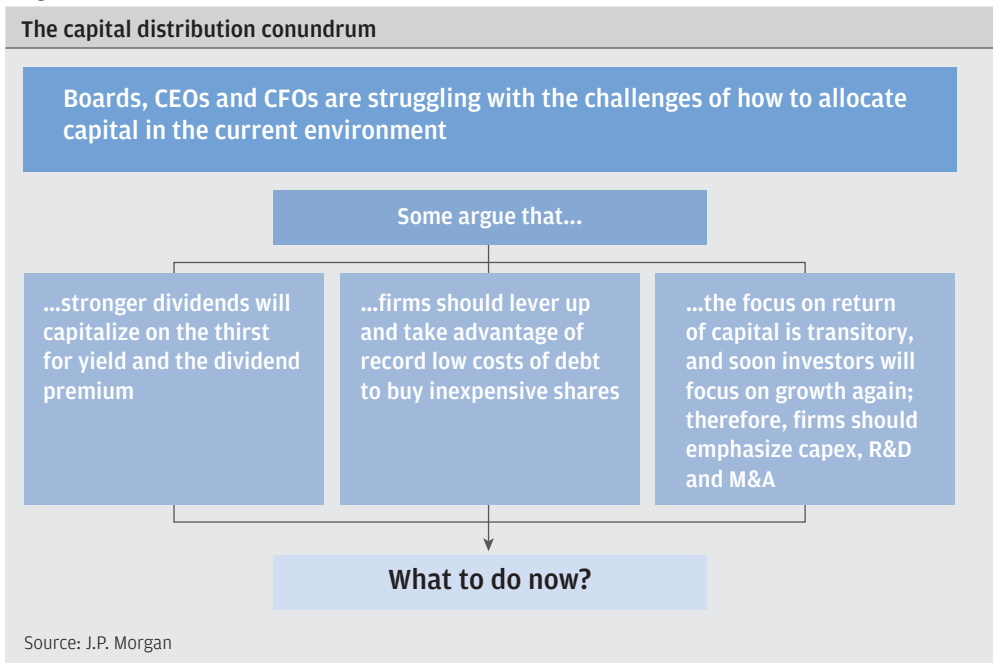 The capital distribution conundrum
Boards, CEOs and CFOs are struggling with the challenges of how to allocate
capital in the current environment
Some argue that...
...stronger dividends will
capitalize on the thirst
for yield and the dividend
premium
...firms should lever up
and take advantage of
record low costs of debt
to buy inexpensive shares
...the focus on return
of capital is transitory,
and soon investors will
focus on growth again;
therefore, firms should
emphasize capex, R&D
and M&A
What to do now?
Source: J.P. Morgan